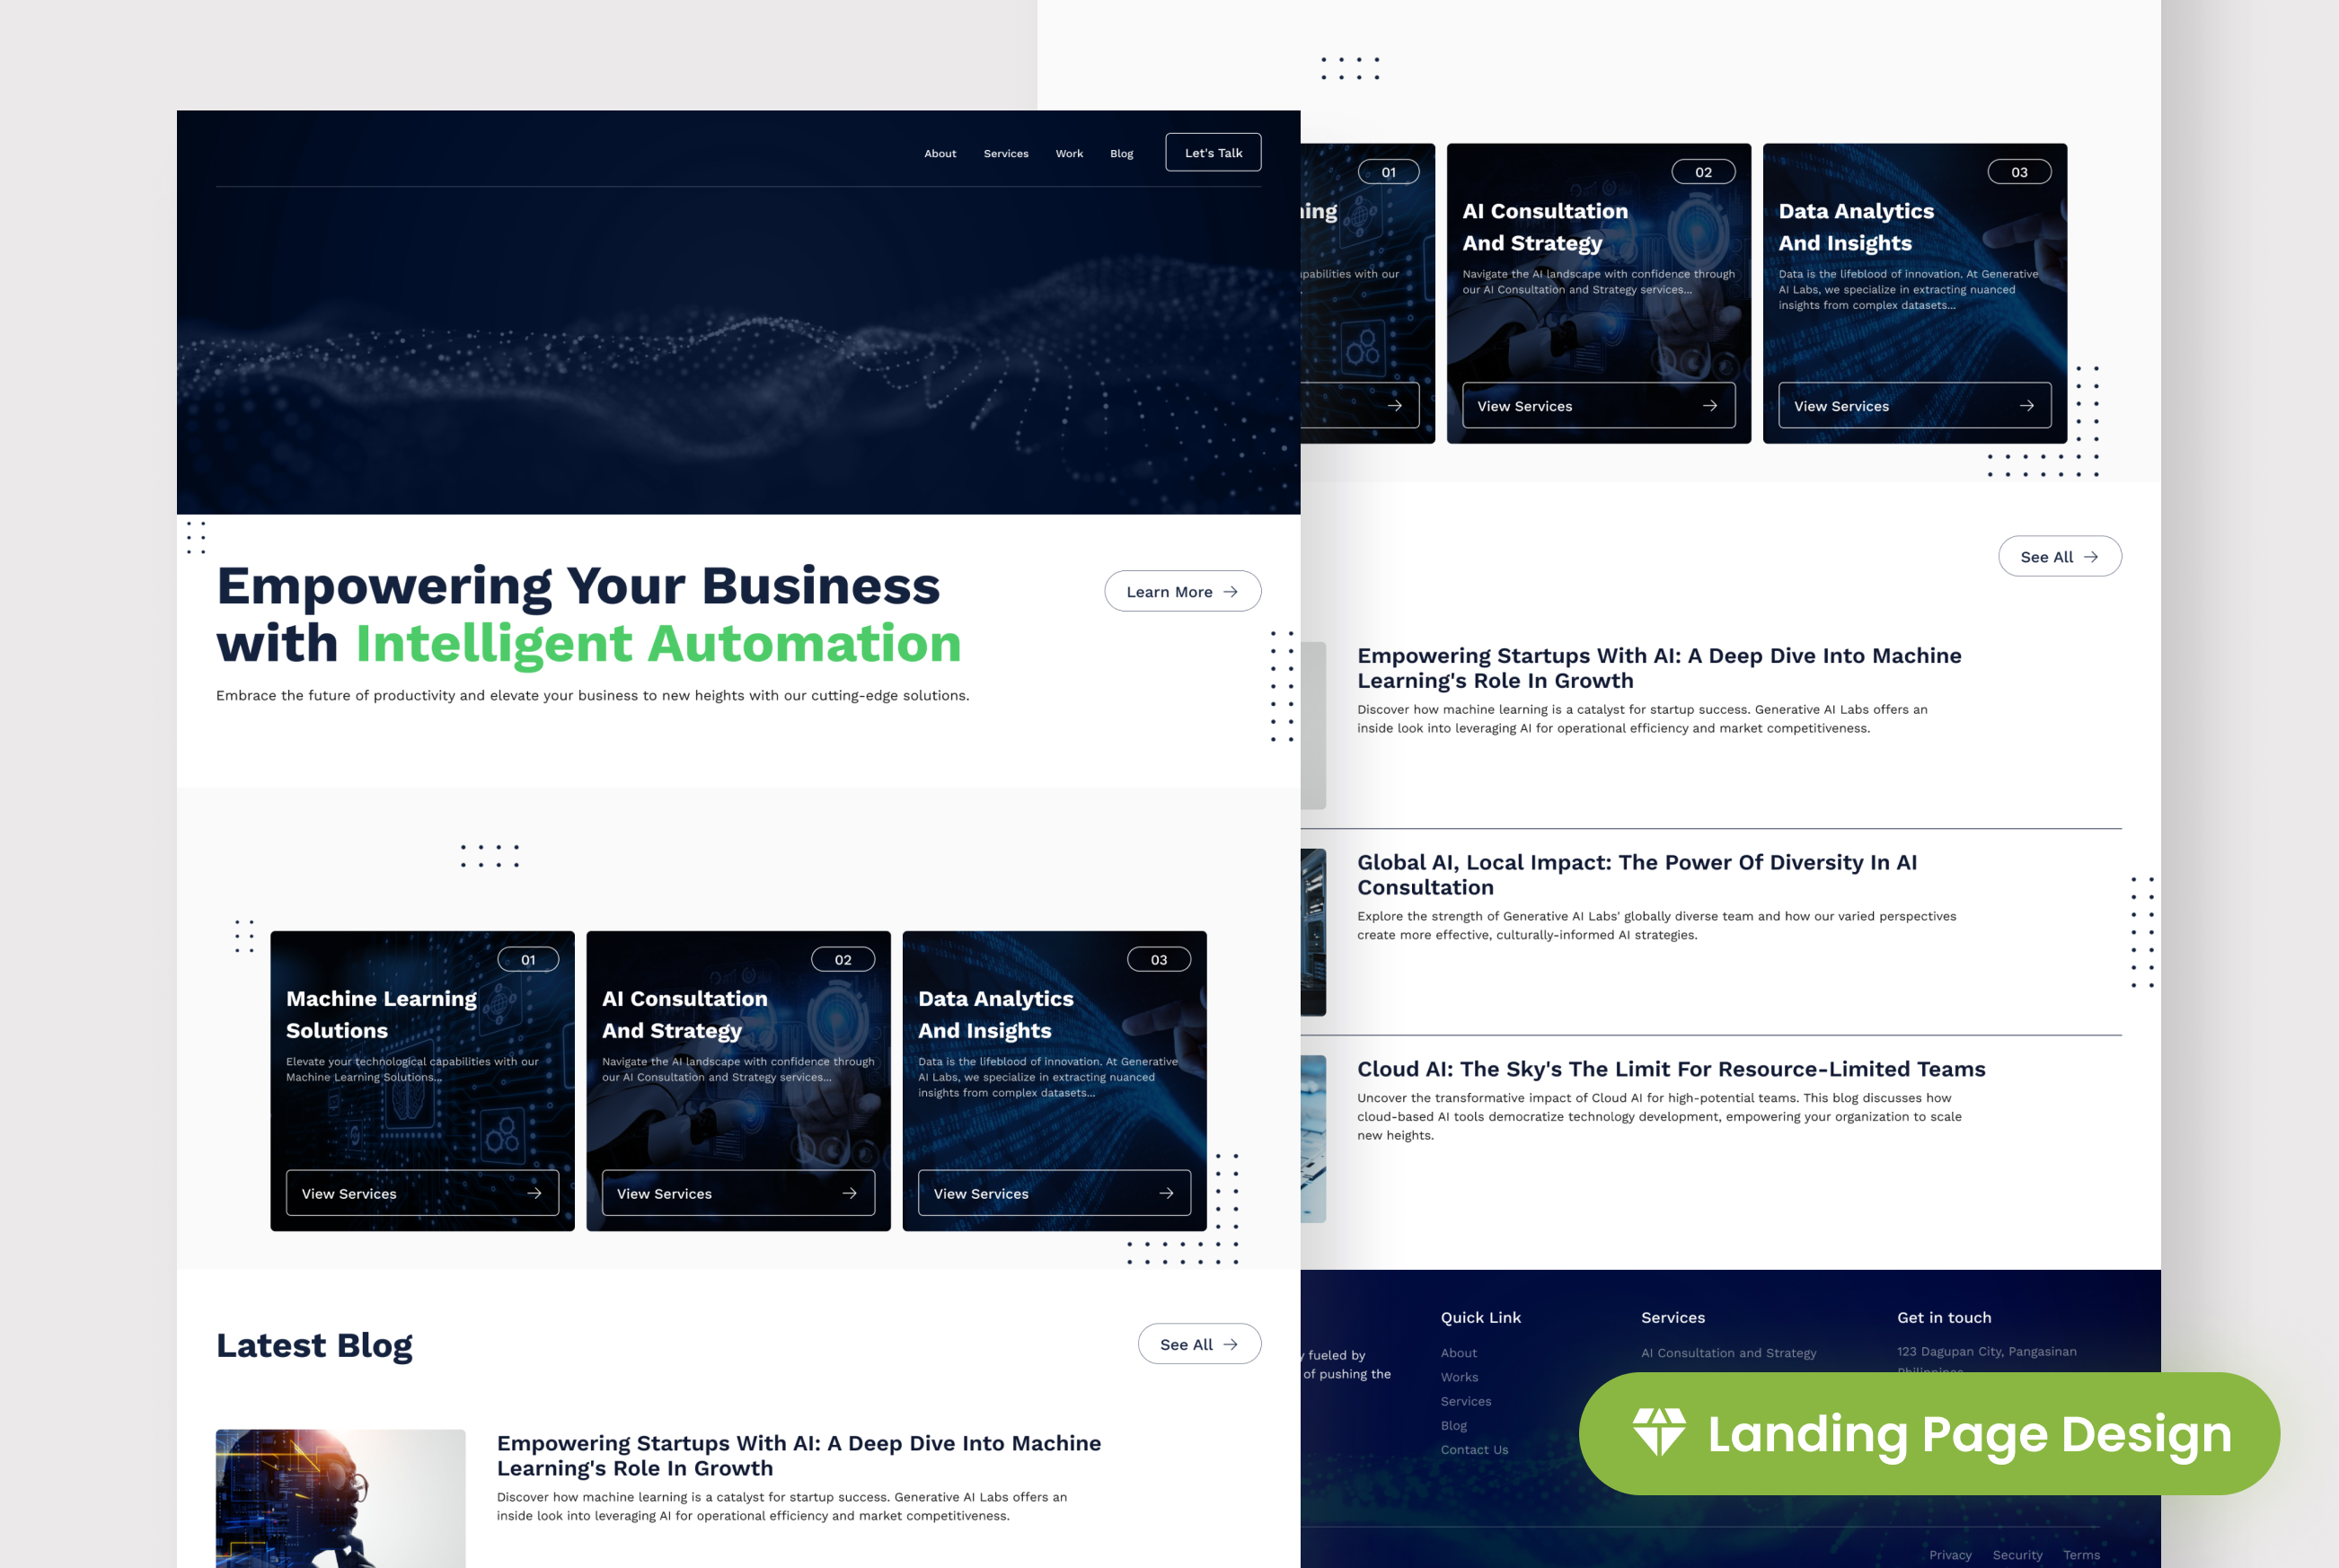 About Services Work Blog Let's Talk
Empowering Your Business
with Intelligent Automation
Learn More
Embrace the future of productivity and elevate your business to new heights with our cutting-edge solutions.
01
Machine Learning
Solutions
Elevate your technological capabilities with our
Machine Learning Solutions...
View Services
02
AI Consultation
And Strategy
Navigate the AI landscape with confidence through
our AI Consultation and Strategy services...
View Services
03
Data Analytics
And Insights
Data is the lifeblood of innovation. At Generative
AI Labs, we specialize in extracting nuanced
insights from complex datasets...
View Services
Latest Blog
See All
Empowering Startups With AI: A Deep Dive Into Machine
Learning's Role In Growth
Discover how machine learning is a catalyst for startup success. Generative AI Labs offers an
inside look into leveraging AI for operational efficiency and market competitiveness.
01
with our
02
AI Consultation
And Strategy
Navigate the AI landscape with confidence through
our AI Consultation and Strategy services...
View Services
03
Data Analytics
And Insights
Data is the lifeblood of innovation. At Generative
AI Labs, we specialize in extracting nuanced
insights from complex datasets...
View Services
See All
Empowering Startups With AI: A Deep Dive Into Machine
Learning's Role In Growth
Discover how machine learning is a catalyst for startup success. Generative AI Labs offers an
inside look into leveraging AI for operational efficiency and market competitiveness.
Global AI, Local Impact: The Power Of Diversity In AI
Consultation
Explore the strength of Generative AI Labs' globally diverse team and how our varied perspectives
create more effective, culturally-informed AI strategies.
Cloud AI: The Sky's The Limit For Resource-Limited Teams
Uncover the transformative impact of Cloud AI for high-potential teams. This blog discusses how
cloud-based AI tools democratize technology development, empowering your organization to scale
new heights.
fueled by
of pushing the
Quick Link
About
Works
Services
Blog
Contact Us
Services
AI Consultation and Strategy
Get in touch
123 Dagupan City, Pangasinan
Landing Page Design
Privacy Security Terms